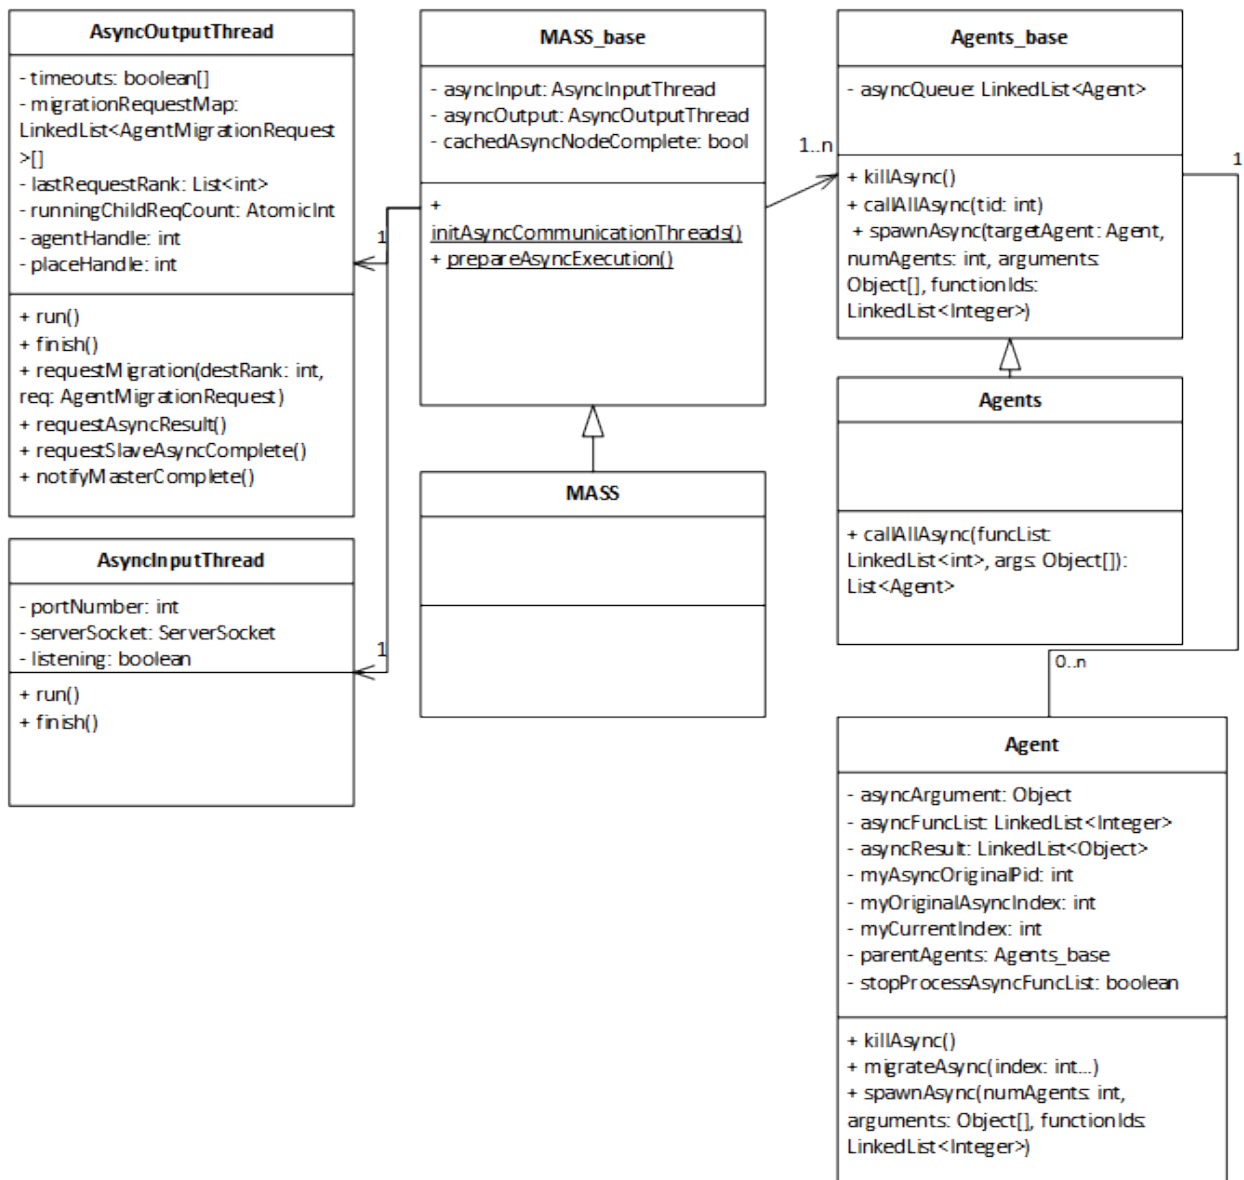 AsyncOutputThread
- timeouts: boolean[]
- migrationRequestMap:
LinkedList<AgentMigrationRequest
>[]
- lastRequestRank: List<int>
- runningChildReqCount: AtomicInt
- agentHandle: int
- placeHandle: int
+ run()
+ finish()
+ requestMigration(destRank: int,
req: AgentMigrationRequest)
+ requestAsyncResult()
+ requestSlaveAsyncComplete()
+ notifyMasterComplete()
AsyncInputThread
- portNumber: int
- serverSocket: ServerSocket
- listening: boolean
+ run()
+ finish()
1
1
MASS_base
- asyncInput: AsyncInputThread
- asyncOutput: AsyncOutputThread
- cachedAsyncNodeComplete: bool
+
initAsyncCommunicationThreads()
+ prepareAsyncExecution()
MASS
1..n
Agents_base
- asyncQueue: LinkedList<Agent>
+ killAsync()
+ callAllAsync(tid: int)
+ spawnAsync(targetAgent: Agent,
numAgents: int, arguments:
Object[], functionIds:
LinkedList<Integer>)
1
Agents
+ callAllAsync(funcList:
LinkedList<int>, args: Object[]):
List<Agent>
0..n
Agent
- asyncArgument: Object
- asyncFuncList: LinkedList<Integer>
- asyncResult: LinkedList<Object>
- myAsyncOriginalPid: int
- myOriginalAsyncIndex: int
- myCurrentIndex: int
- parentAgents: Agents_base
- stopProcessAsyncFuncList: boolean
+ killAsync()
+ migrateAsync(index: int...)
+ spawnAsync(numAgents: int,
arguments: Object[], functionIds:
LinkedList<Integer>)